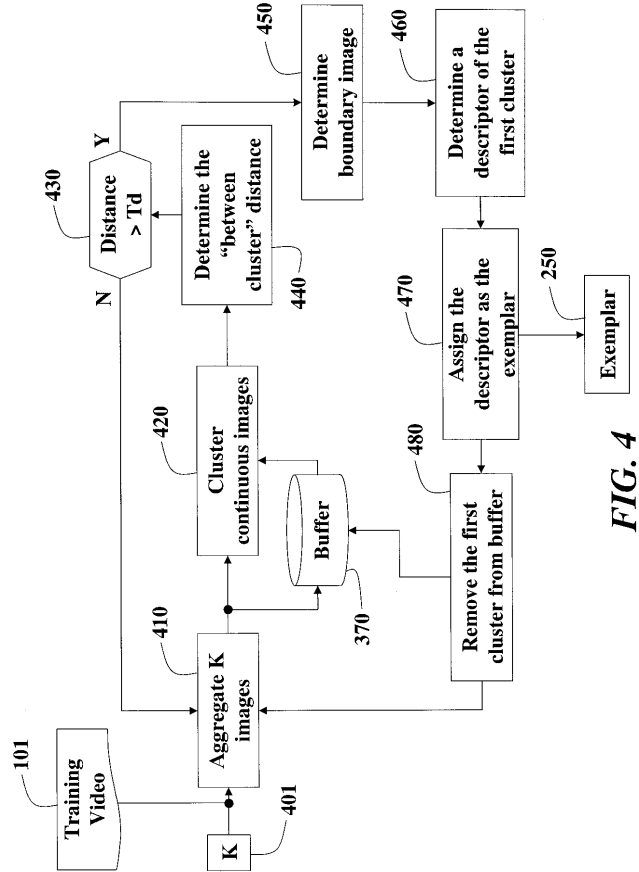 101
Training
Video
K
401
410
Aggregate K
images
420
Cluster
continuous images
Buffer
370
430
Distance
> Td
N
Y
Determine the
“between
cluster” distance
440
450
Determine
boundary image
460
Determine a
descriptor of the
first cluster
470
Assign the
descriptor as the
exemplar
250
Exemplar
480
Remove the first
cluster from buffer
FIG. 4